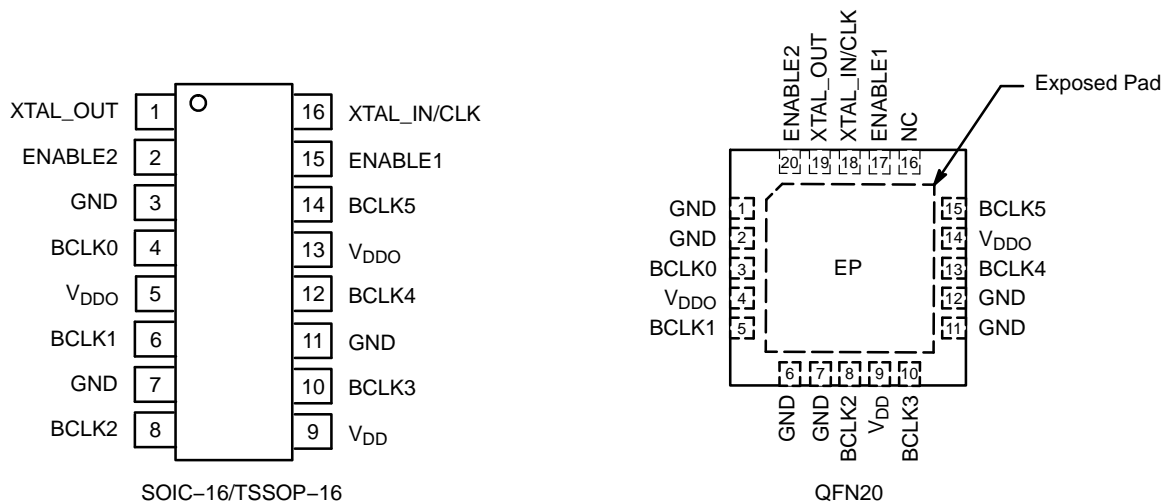 XTAL_OUT 1 16 XTAL_IN/CLK
ENABLE2 2 15 ENABLE1
GND 3 14 BCLK5
BCLK0 4 13 VDDO
VDDO 5 12 BCLK4
BCLK1 6 11 GND
GND 7 10 BCLK3
BCLK2 8 9 VDD
SOIC−16/TSSOP−16
ENABLE2
XTAL_OUT
XTAL_IN/CLK
ENABLE1
NC
Exposed Pad
20 19 18 17 16
GND 1 15 BCLK5
GND 2 14 VDDO
BCLK0 3 EP 13 BCLK4
VDDO 4 12 GND
BCLK1 5 11 GND
6 7 8 9 10
GND
GND
BCLK2
VDD
BCLK3
QFN20